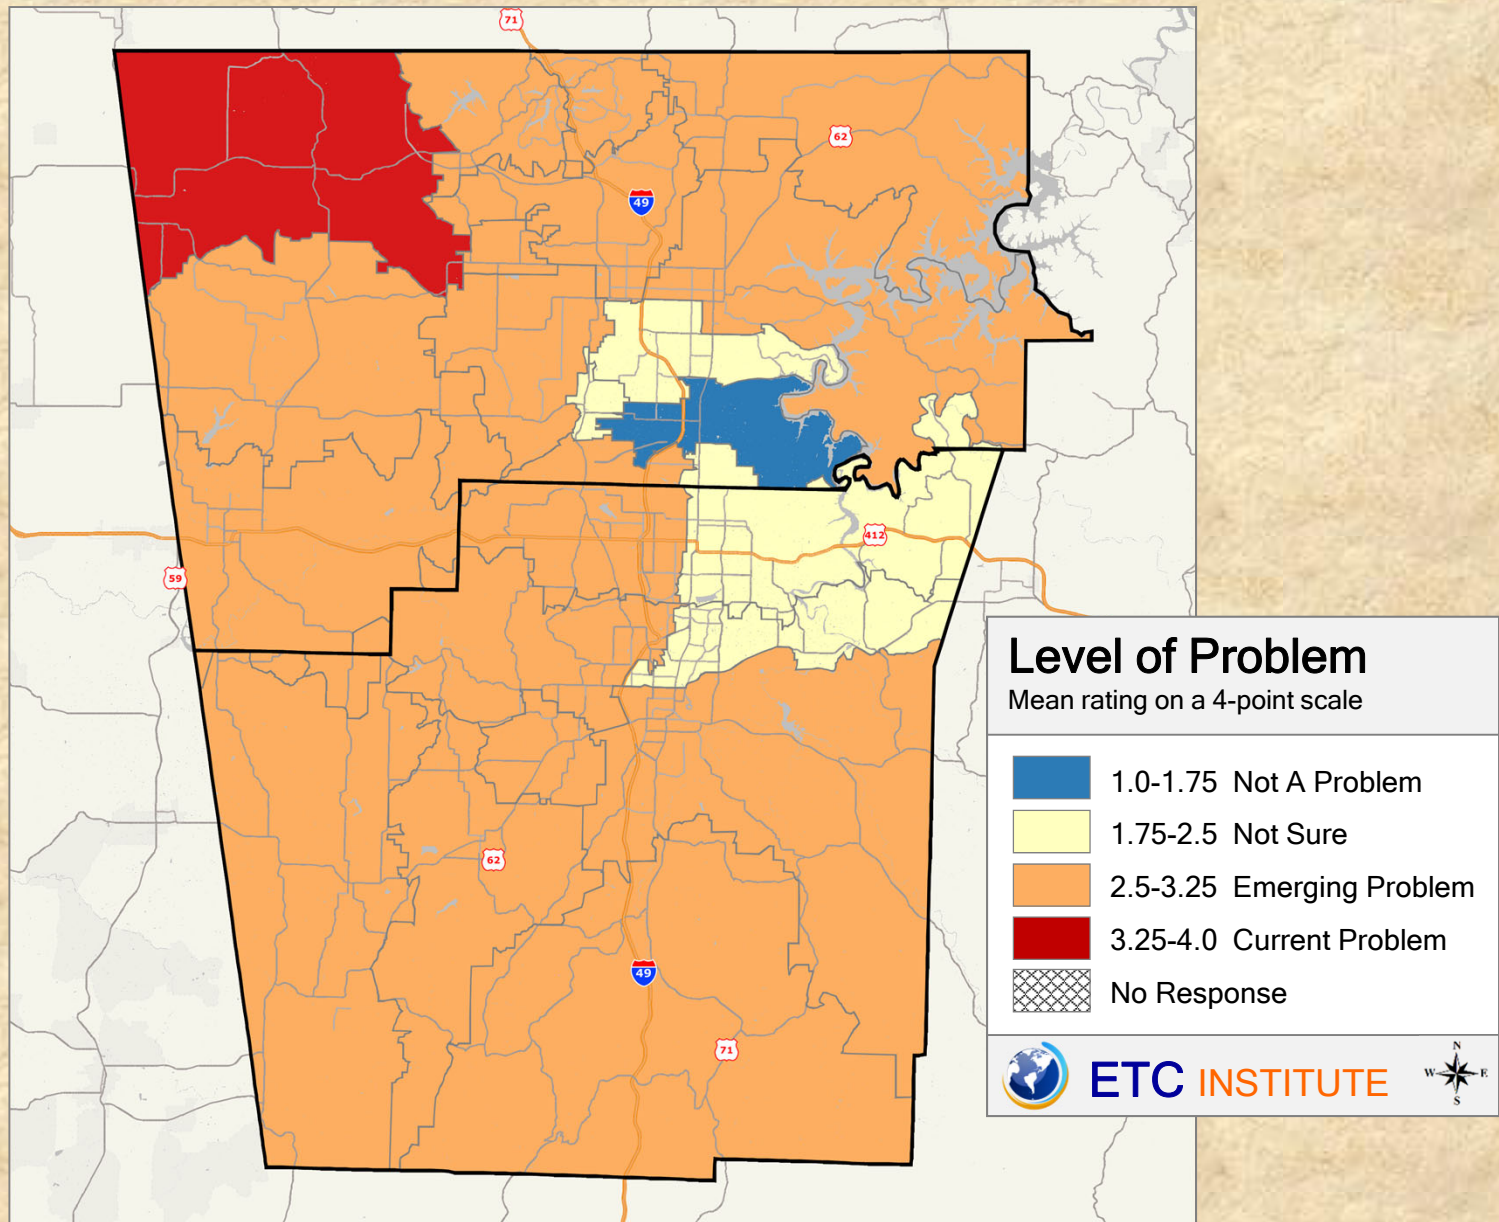 71
62
49
412
59
Level of Problem
Mean rating on a 4-point scale
1.0-1.75 Not A Problem
1.75-2.5 Not Sure
62
2.5-3.25 Emerging Problem
3.25-4.0 Current Problem
49
No Response
71
ETC INSTITUTE
N
W E
S